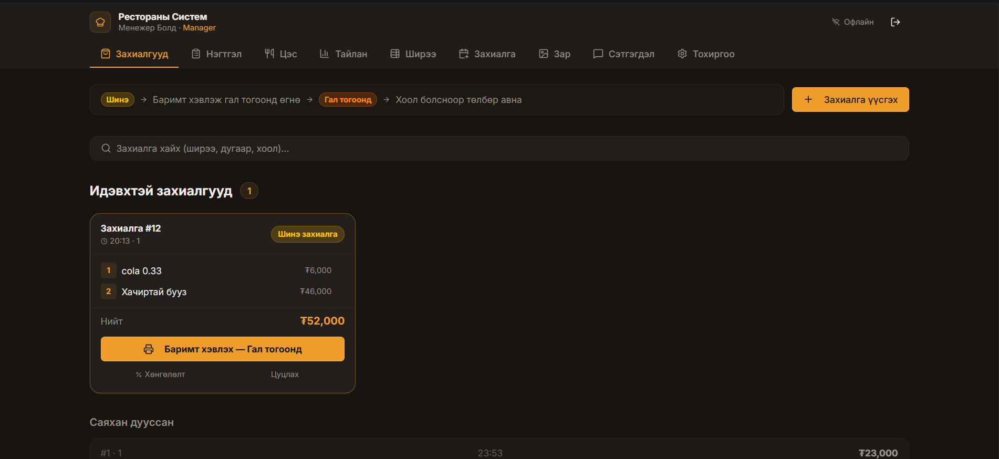 Рестораны Систем
Менежер Болд · Manager
Офлайн
Захиалгууд Нэгтгэл Цэс Тайлан Ширээ Захиалга Зар Сэтгэгдэл Тохиргоо
Шинэ → Баримт хэвлэж гал тогоонд өгнө → Гал тогоонд → Хоол болсноор төлбөр авна
+ Захиалга үүсгэх
Захиалга хайх (ширээ, дугаар, хоол)...
Идэвхтэй захиалгууд 1
Захиалга #12
20:13 · 1
Шинэ захиалга
1 cola 0.33 ₮6,000
2 Хачиртай бууз ₮46,000
Нийт ₮52,000
Баримт хэвлэх — Гал тогоонд
% Хөнгөлөлт Цуцлах
Саяхан дууссан
#1 · 1 23:53 ₮23,000